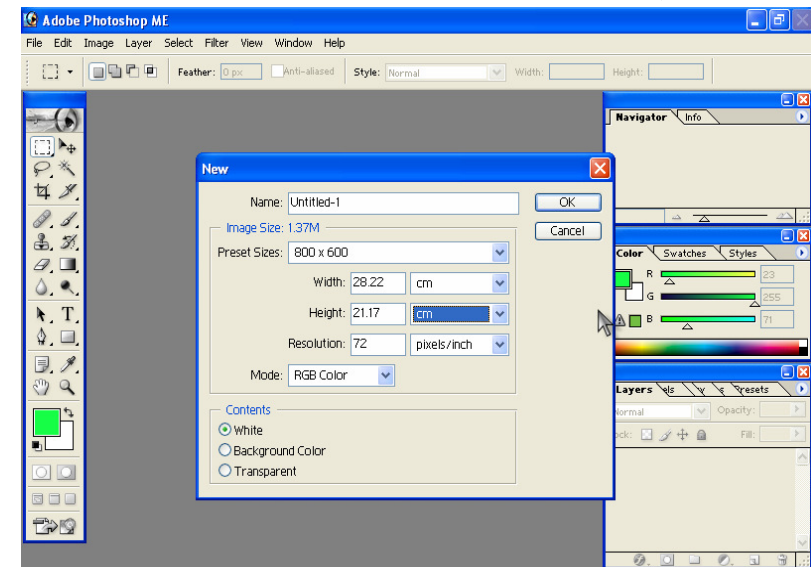 Adobe Photoshop ME
File Edit Image Layer Select Filter View Window Help
Feather: 0 px Anti-aliased Style: Normal Width: Height:
Navigator Info
New
Name: Untitled-1 OK
Image Size: 1.37M Cancel
Preset Sizes: 800 x 600
Width: 28.22 cm
Height: 21.17 cm
Resolution: 72 pixels/inch
Mode: RGB Color
Contents
White
Background Color
Transparent
Color Swatches Styles
R 23
G 255
B 71
Layers Presets
Normal Opacity:
Fill:
T